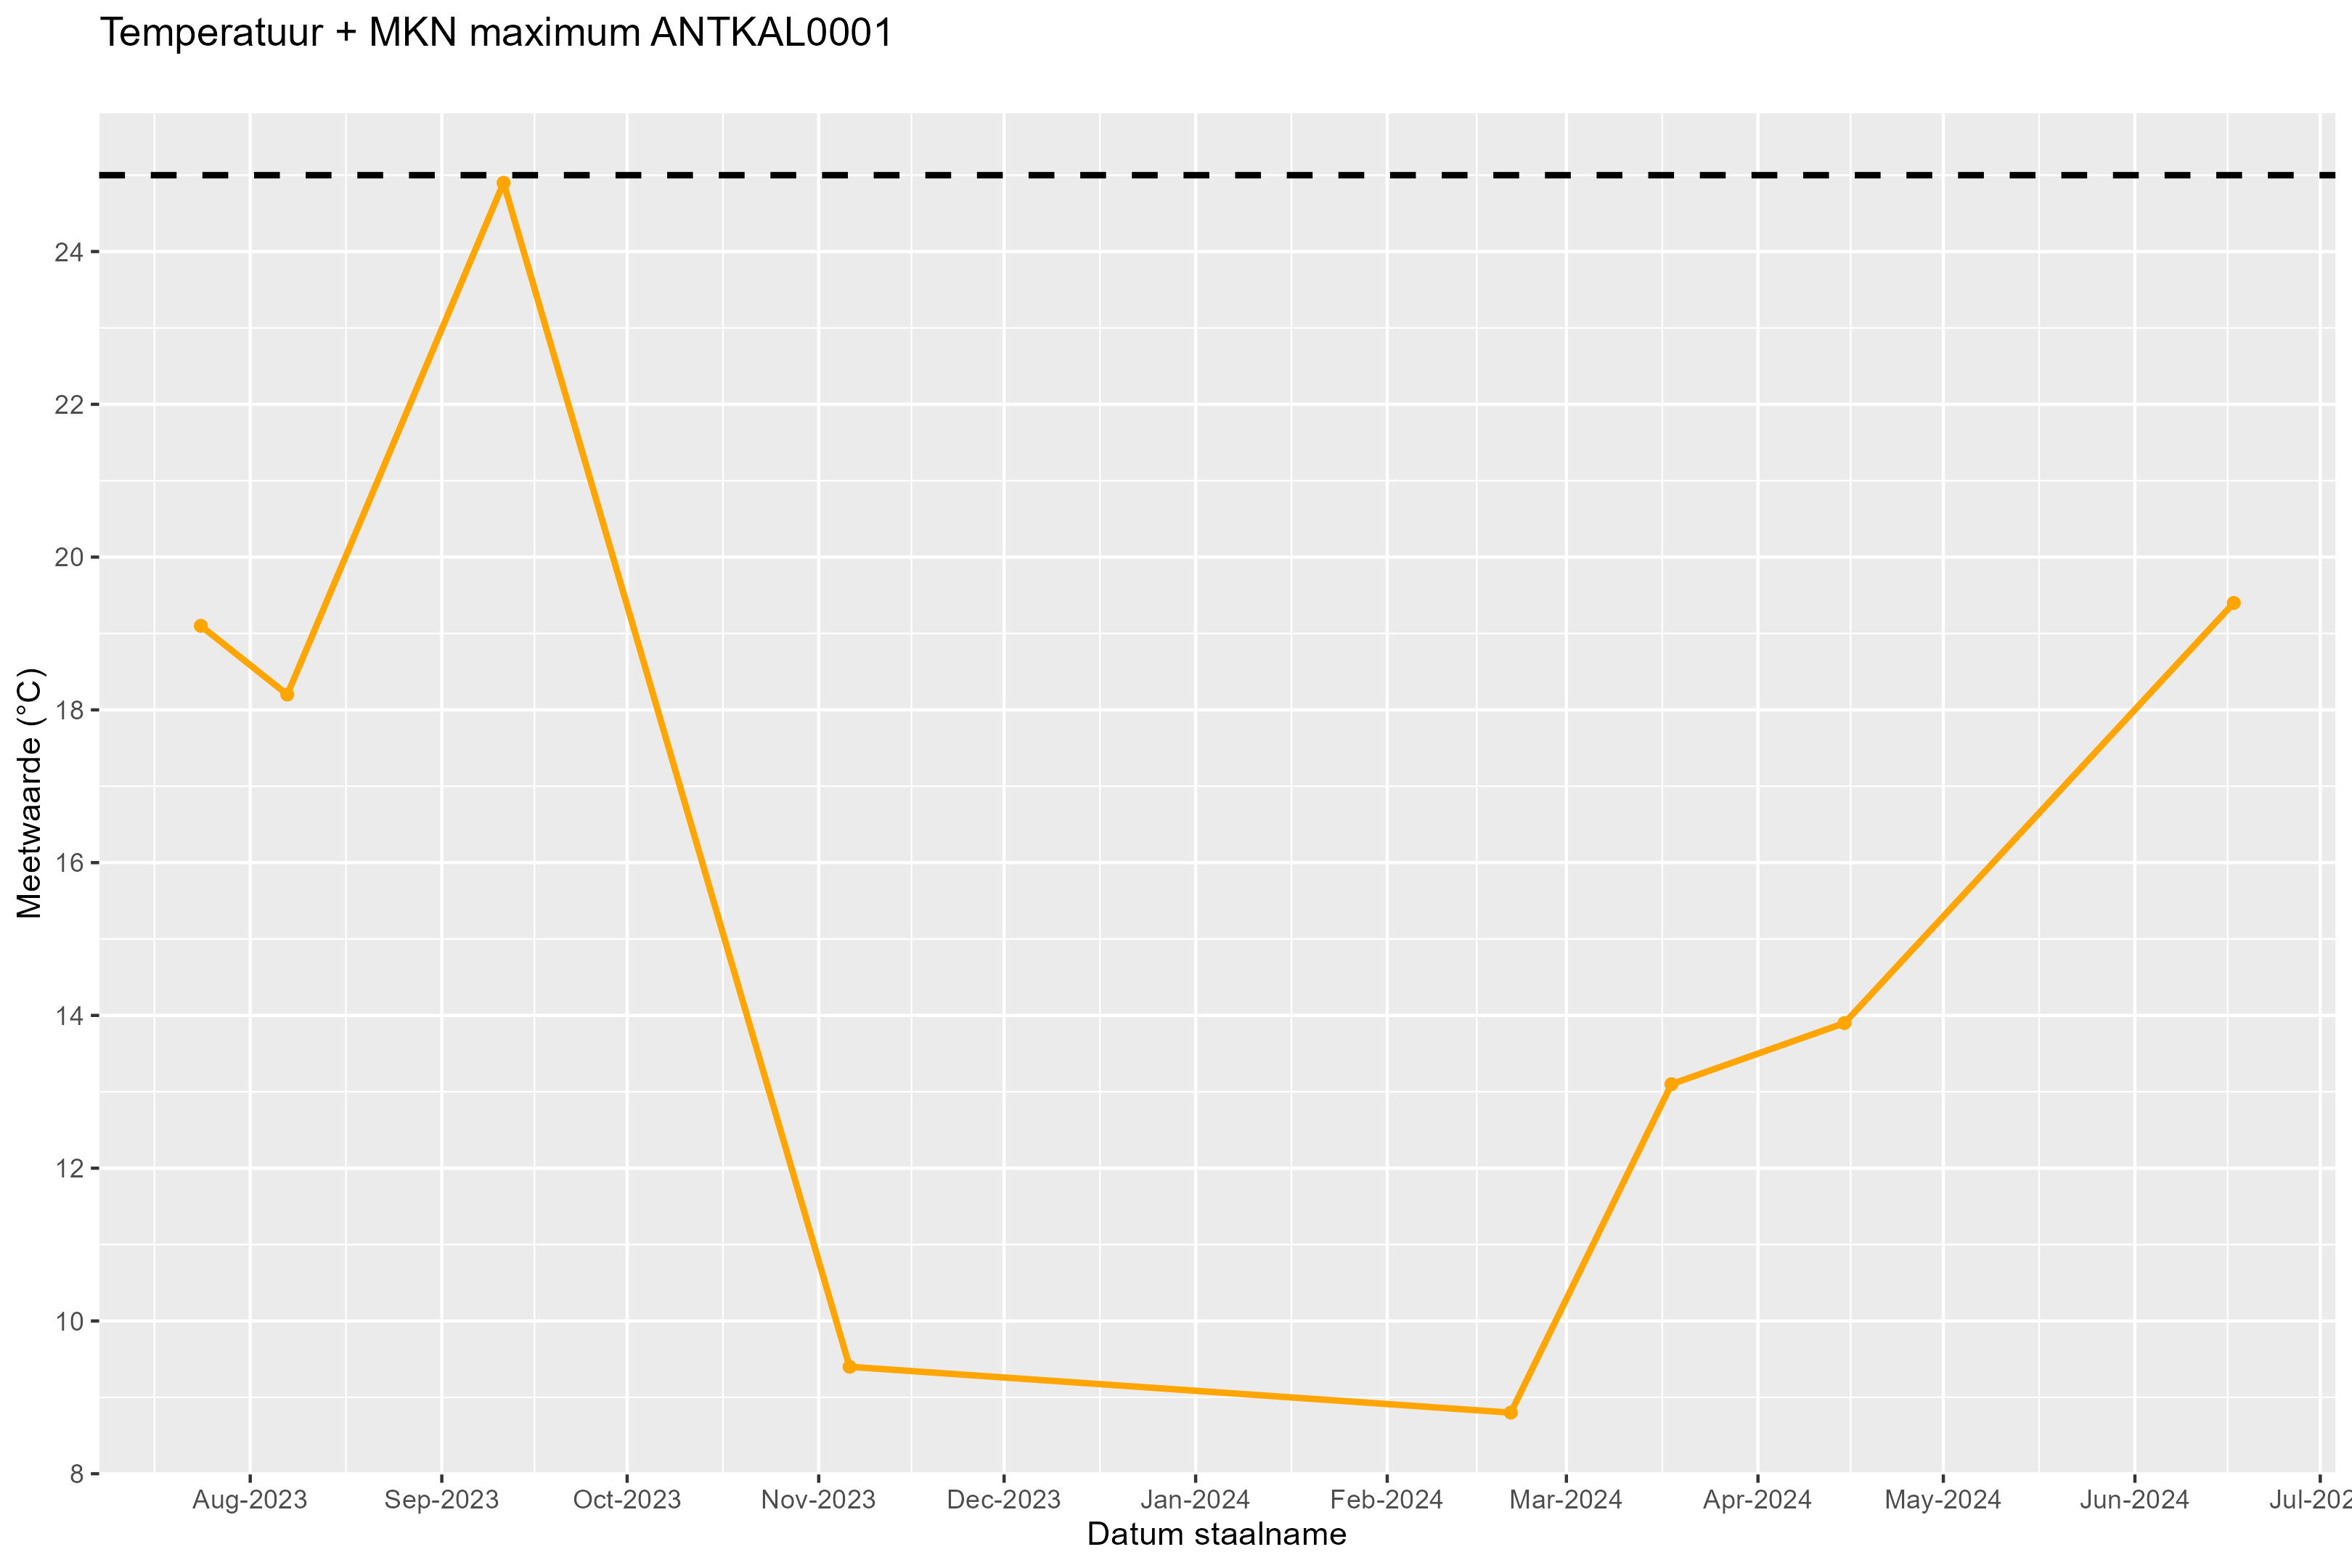 Temperatuur + MKN maximum ANTKAL0001
Meetwaarde (°C)
24
22
20
18
16
14
12
10
8
Aug-2023 Sep-2023 Oct-2023 Nov-2023 Dec-2023 Jan-2024 Feb-2024 Mar-2024 Apr-2024 May-2024 Jun-2024 Jul-202
Datum staalname